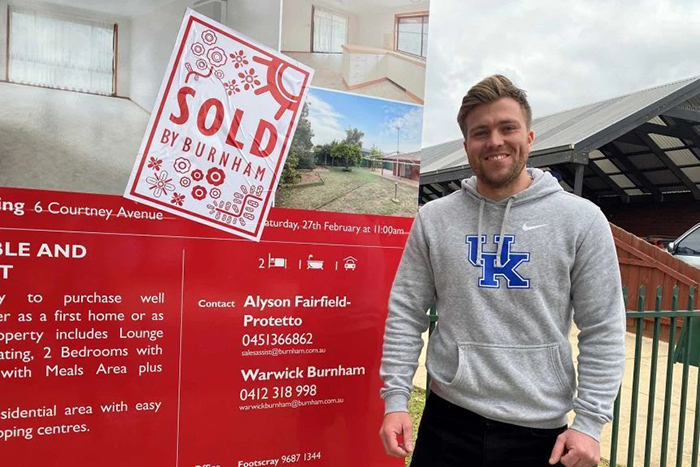 SOLD
BY BURNHAM
ing 6 Courtney Avenue
Saturday, 27th February at 11:00am
BLE AND
T
y to purchase well
er as a first home or as
operty includes Lounge
ating, 2 Bedrooms with
with Meals Area plus
sidential area with easy
pping centres.
2
Contact Alyson Fairfield-
Protetto
0451366862
salesassist@burnham.com.au
Warwick Burnham
0412 318 998
warwickburnham@burnham.com.au
Office Footscray 9687 1344
UK